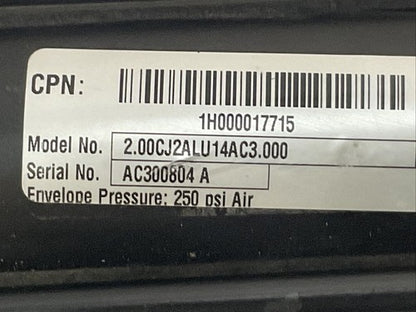 CPN:
1H000017715
Model No. 2.00CJ2ALU14AC3.000
Serial No. AC300804 A
Envelope Pressure: 250 psi Air